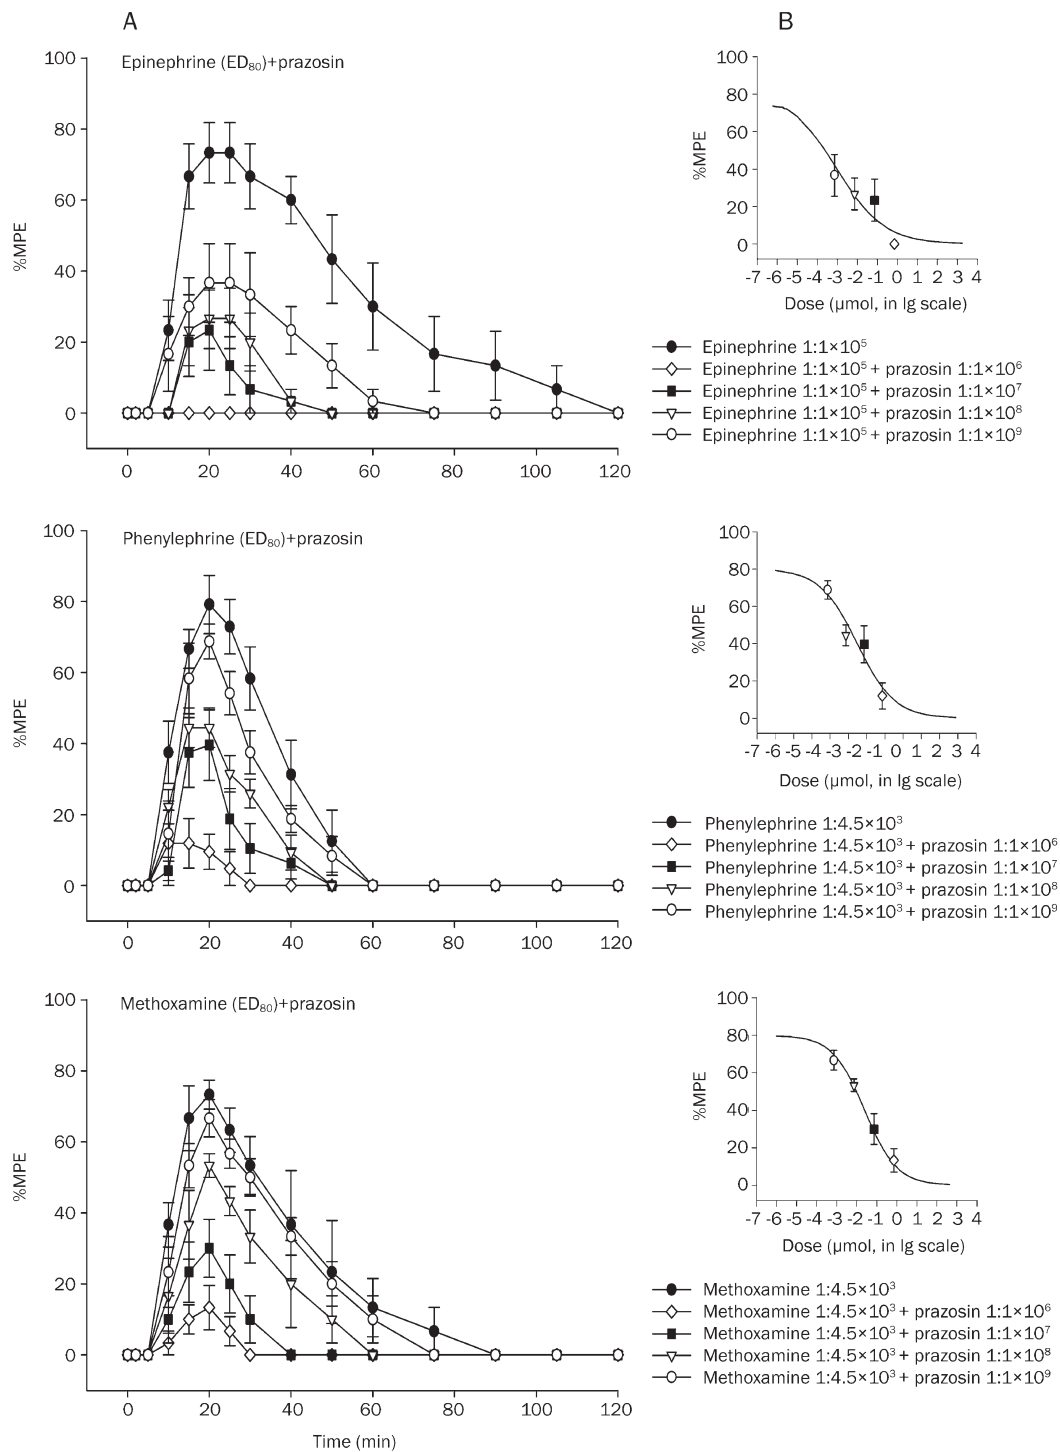 A
B
Epinephrine (ED80)+prazosin
100
80
60
40
20
0
%MPE
0 20 40 60 80 100 120
100
80
60
40
20
0
%MPE
-7 -6 -5 -4 -3 -2 -1 0 1 2 3 4
Dose (μmol, in lg scale)
Epinephrine 1:1×10⁵
Epinephrine 1:1×10⁵ + prazosin 1:1×10⁶
Epinephrine 1:1×10⁵ + prazosin 1:1×10⁷
Epinephrine 1:1×10⁵ + prazosin 1:1×10⁸
Epinephrine 1:1×10⁵ + prazosin 1:1×10⁹
Phenylephrine (ED80)+prazosin
100
80
60
40
20
0
%MPE
0 20 40 60 80 100 120
100
80
60
40
20
0
%MPE
-7 -6 -5 -4 -3 -2 -1 0 1 2 3 4
Dose (μmol, in lg scale)
Phenylephrine 1:4.5×10³
Phenylephrine 1:4.5×10³ + prazosin 1:1×10⁶
Phenylephrine 1:4.5×10³ + prazosin 1:1×10⁷
Phenylephrine 1:4.5×10³ + prazosin 1:1×10⁸
Phenylephrine 1:4.5×10³ + prazosin 1:1×10⁹
Methoxamine (ED80)+prazosin
100
80
60
40
20
0
%MPE
0 20 40 60 80 100 120
Time (min)
100
80
60
40
20
0
%MPE
-7 -6 -5 -4 -3 -2 -1 0 1 2 3 4
Dose (μmol, in lg scale)
Methoxamine 1:4.5×10³
Methoxamine 1:4.5×10³ + prazosin 1:1×10⁶
Methoxamine 1:4.5×10³ + prazosin 1:1×10⁷
Methoxamine 1:4.5×10³ + prazosin 1:1×10⁸
Methoxamine 1:4.5×10³ + prazosin 1:1×10⁹